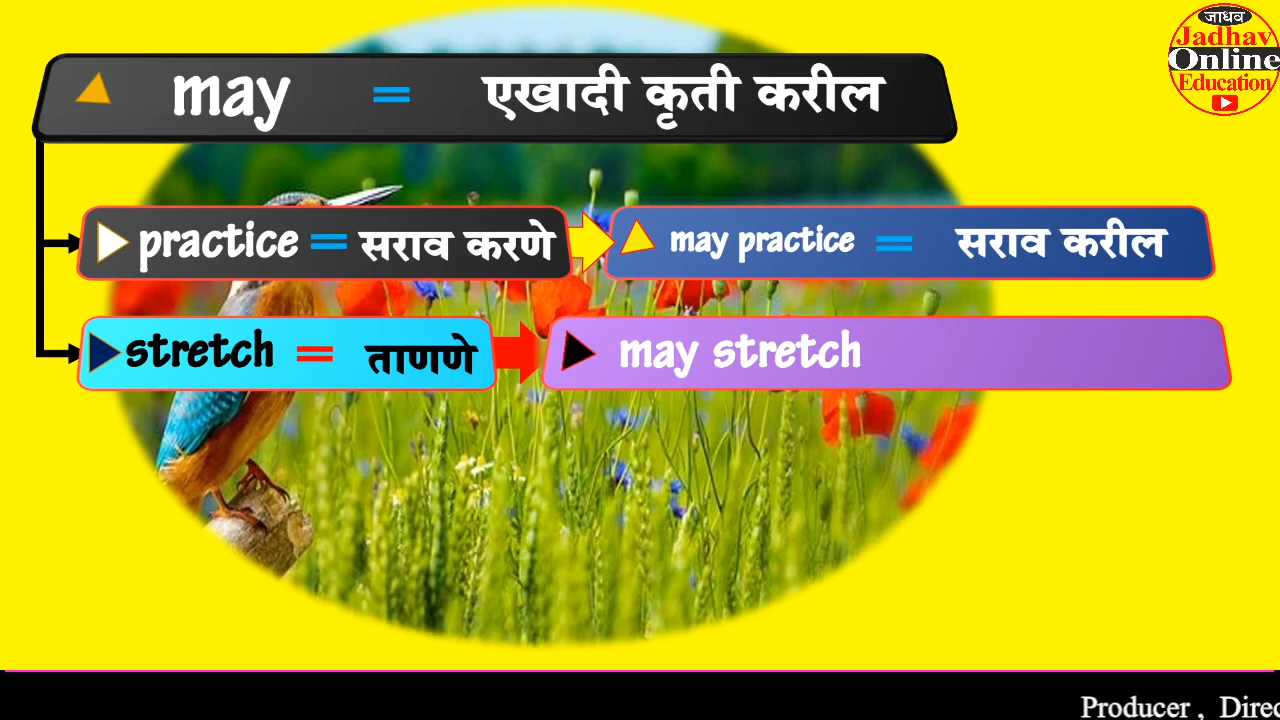 जाधव
Jadhav
Online
Education
may = एखादी कृती करील
practice = सराव करणे
may practice = सराव करील
stretch = ताणणे
may stretch
Producer , Direc